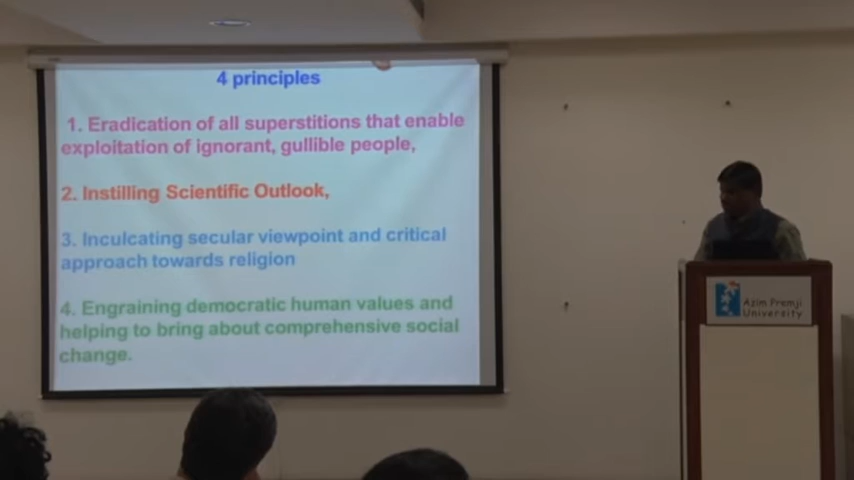 4 principles
1. Eradication of all superstitions that enable
exploitation of ignorant, gullible people,
2. Instilling Scientific Outlook,
3. Inculcating secular viewpoint and critical
approach towards religion
4. Engraining democratic human values and
helping to bring about comprehensive social
change.
Azim Premji
University